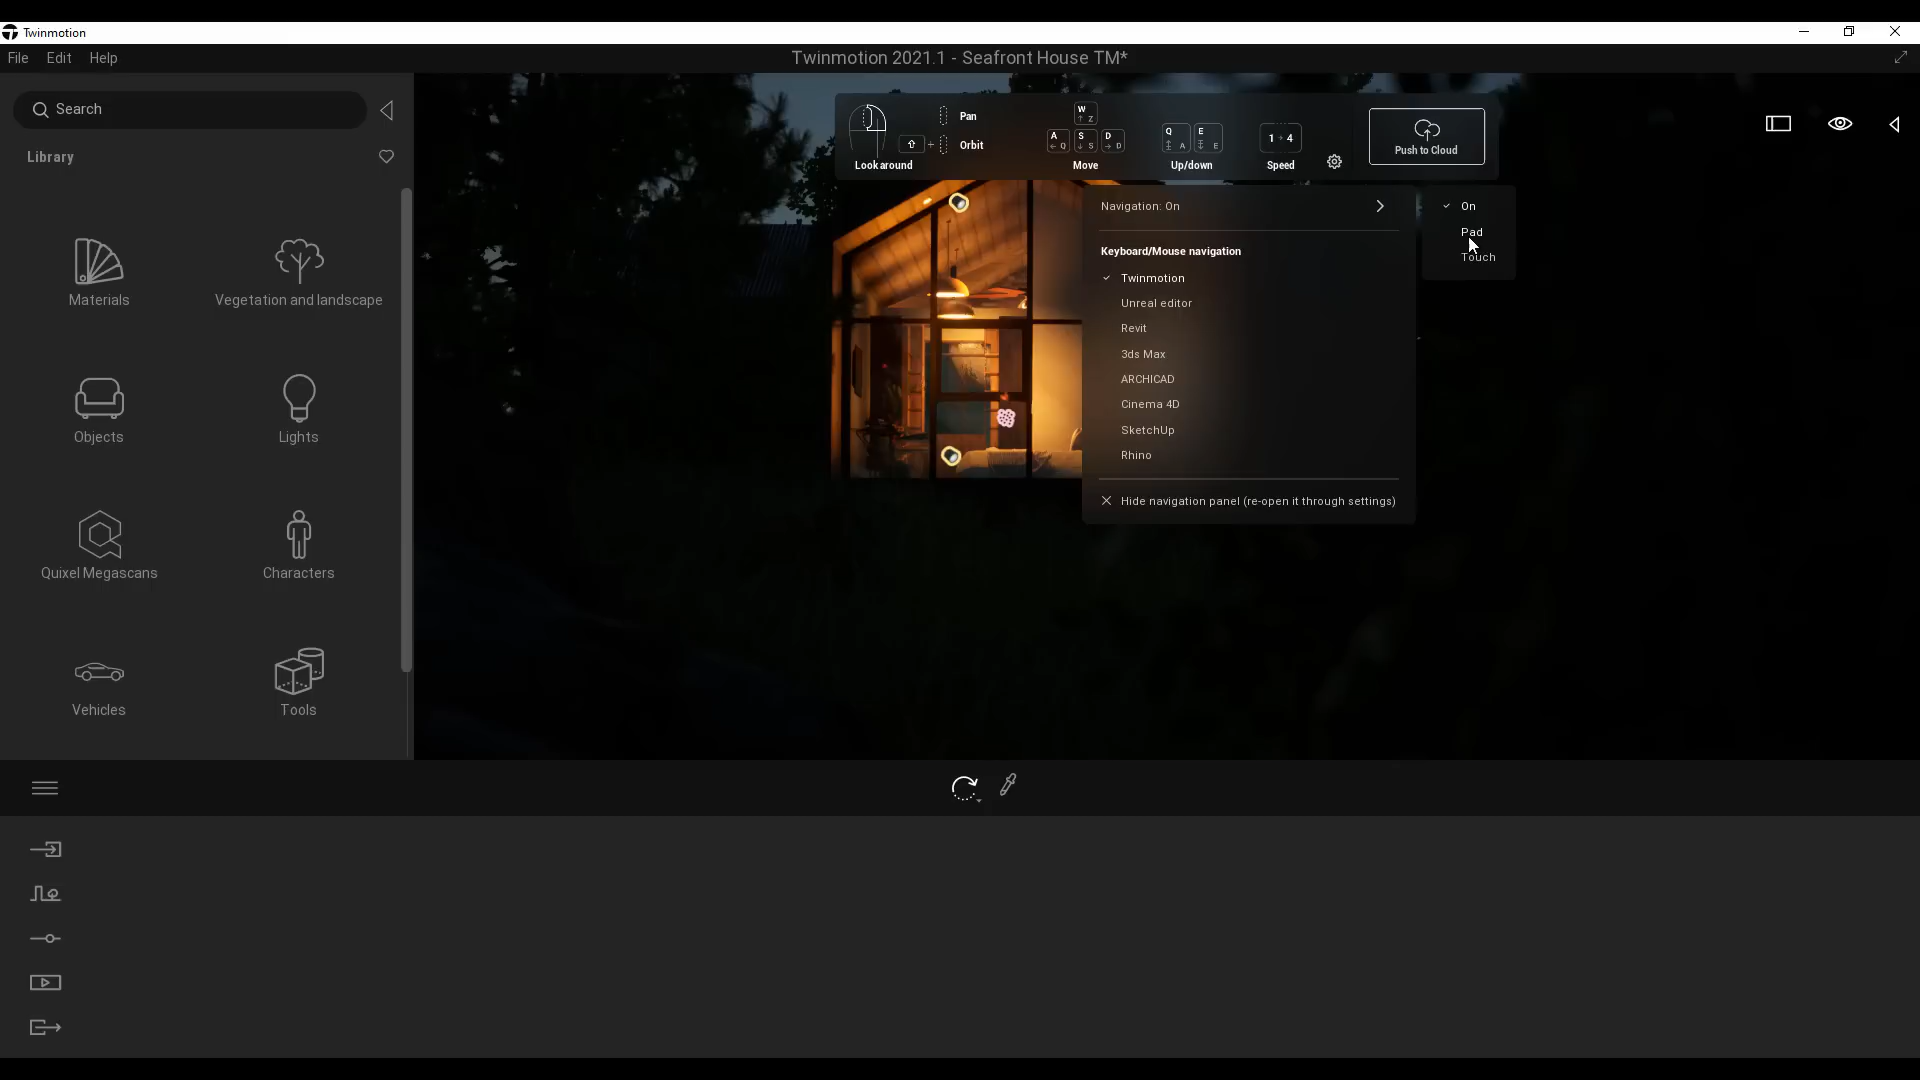 Twinmotion
File Edit Help
Twinmotion 2021.1 - Seafront House TM*
Search
Library
Materials
Vegetation and landscape
Objects
Lights
Quixel Megascans
Characters
Vehicles
Tools
Pan
Orbit
Look around
W
↑ Z
A S D
← Q ↓ S → D
Move
Q E
A E
Up/down
1 - 4
Speed
Push to Cloud
Navigation: On
Keyboard/Mouse navigation
Twinmotion
Unreal editor
Revit
3ds Max
ARCHICAD
Cinema 4D
SketchUp
Rhino
Hide navigation panel (re-open it through settings)
On
Pad
Touch